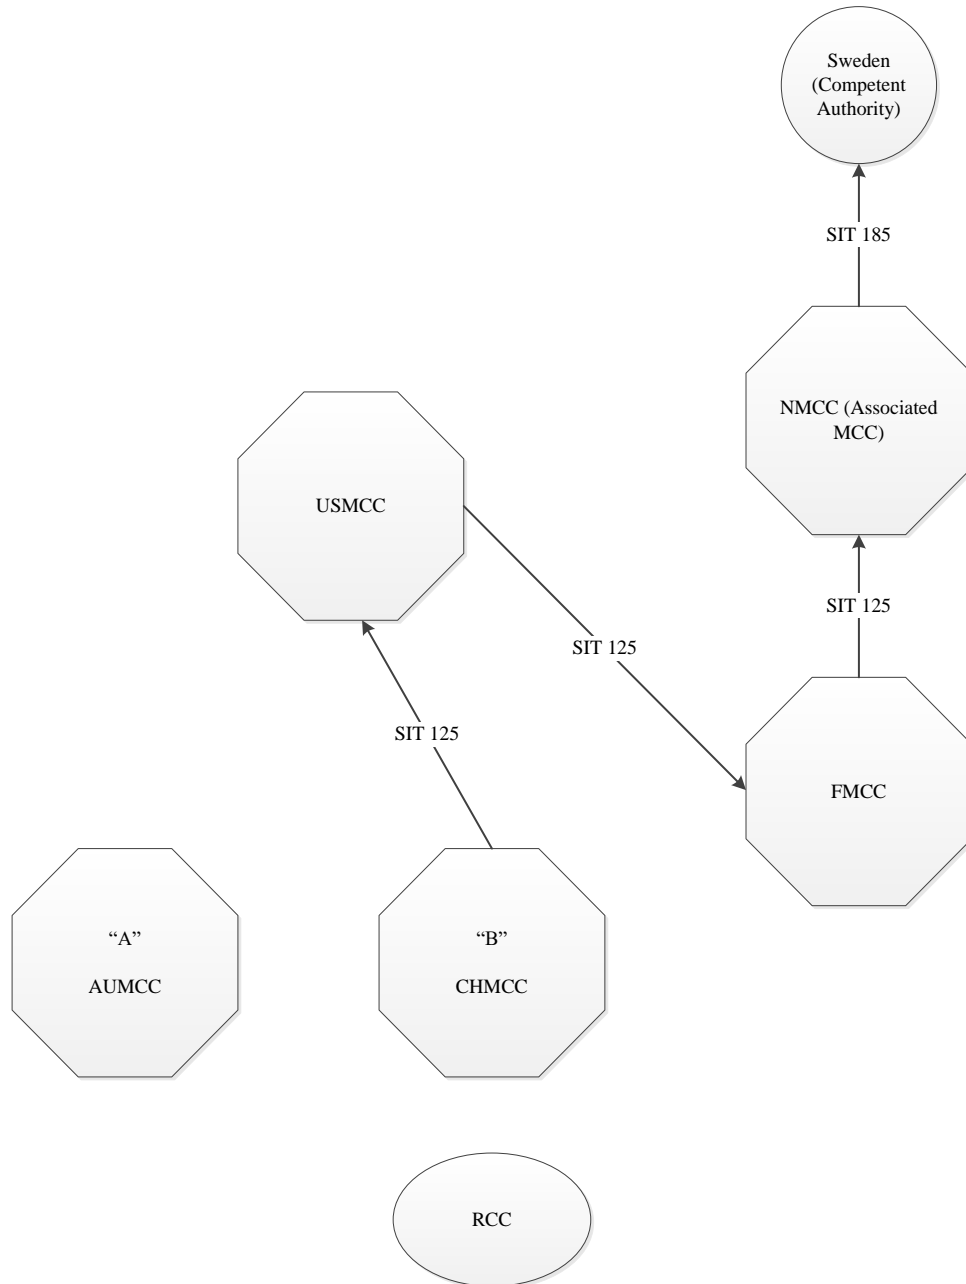 Sweden
(Competent
Authority)
SIT 185
NMCC (Associated
MCC)
USMCC
SIT 125
SIT 125
SIT 125
FMCC
“A”
AUMCC
“B”
CHMCC
RCC